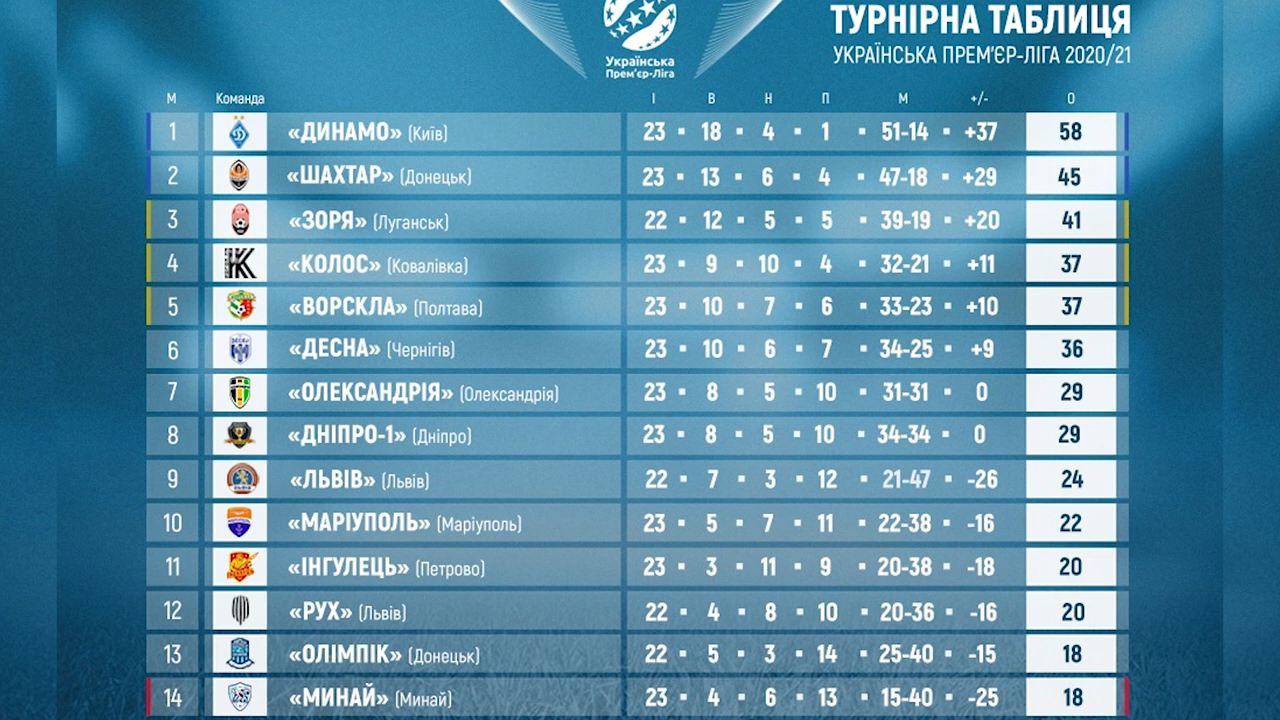 ТУРНІРНА ТАБЛИЦЯ
УКРАЇНСЬКА ПРЕМ'ЄР-ЛІГА 2020/21
Українська
Прем'єр-Ліга
М Команда І В Н П М +/- О
1 «ДИНАМО» (Київ) 23 18 4 1 51-14 +37 58
2 «ШАХТАР» (Донецьк) 23 13 6 4 47-18 +29 45
3 «ЗОРЯ» (Луганськ) 22 12 5 5 39-19 +20 41
4 «КОЛОС» (Ковалівка) 23 9 10 4 32-21 +11 37
5 «ВОРСКЛА» (Полтава) 23 10 7 6 33-23 +10 37
6 «ДЕСНА» (Чернігів) 23 10 6 7 34-25 +9 36
7 «ОЛЕКСАНДРІЯ» (Олександрія) 23 8 5 10 31-31 0 29
8 «ДНІПРО-1» (Дніпро) 23 8 5 10 34-34 0 29
9 «ЛЬВІВ» (Львів) 22 7 3 12 21-47 -26 24
10 «МАРІУПОЛЬ» (Маріуполь) 23 5 7 11 22-38 -16 22
11 «ІНГУЛЕЦЬ» (Петрово) 23 3 11 9 20-38 -18 20
12 «РУХ» (Львів) 22 4 8 10 20-36 -16 20
13 «ОЛІМПІК» (Донецьк) 22 5 3 14 25-40 -15 18
14 «МИНАЙ» (Минай) 23 4 6 13 15-40 -25 18